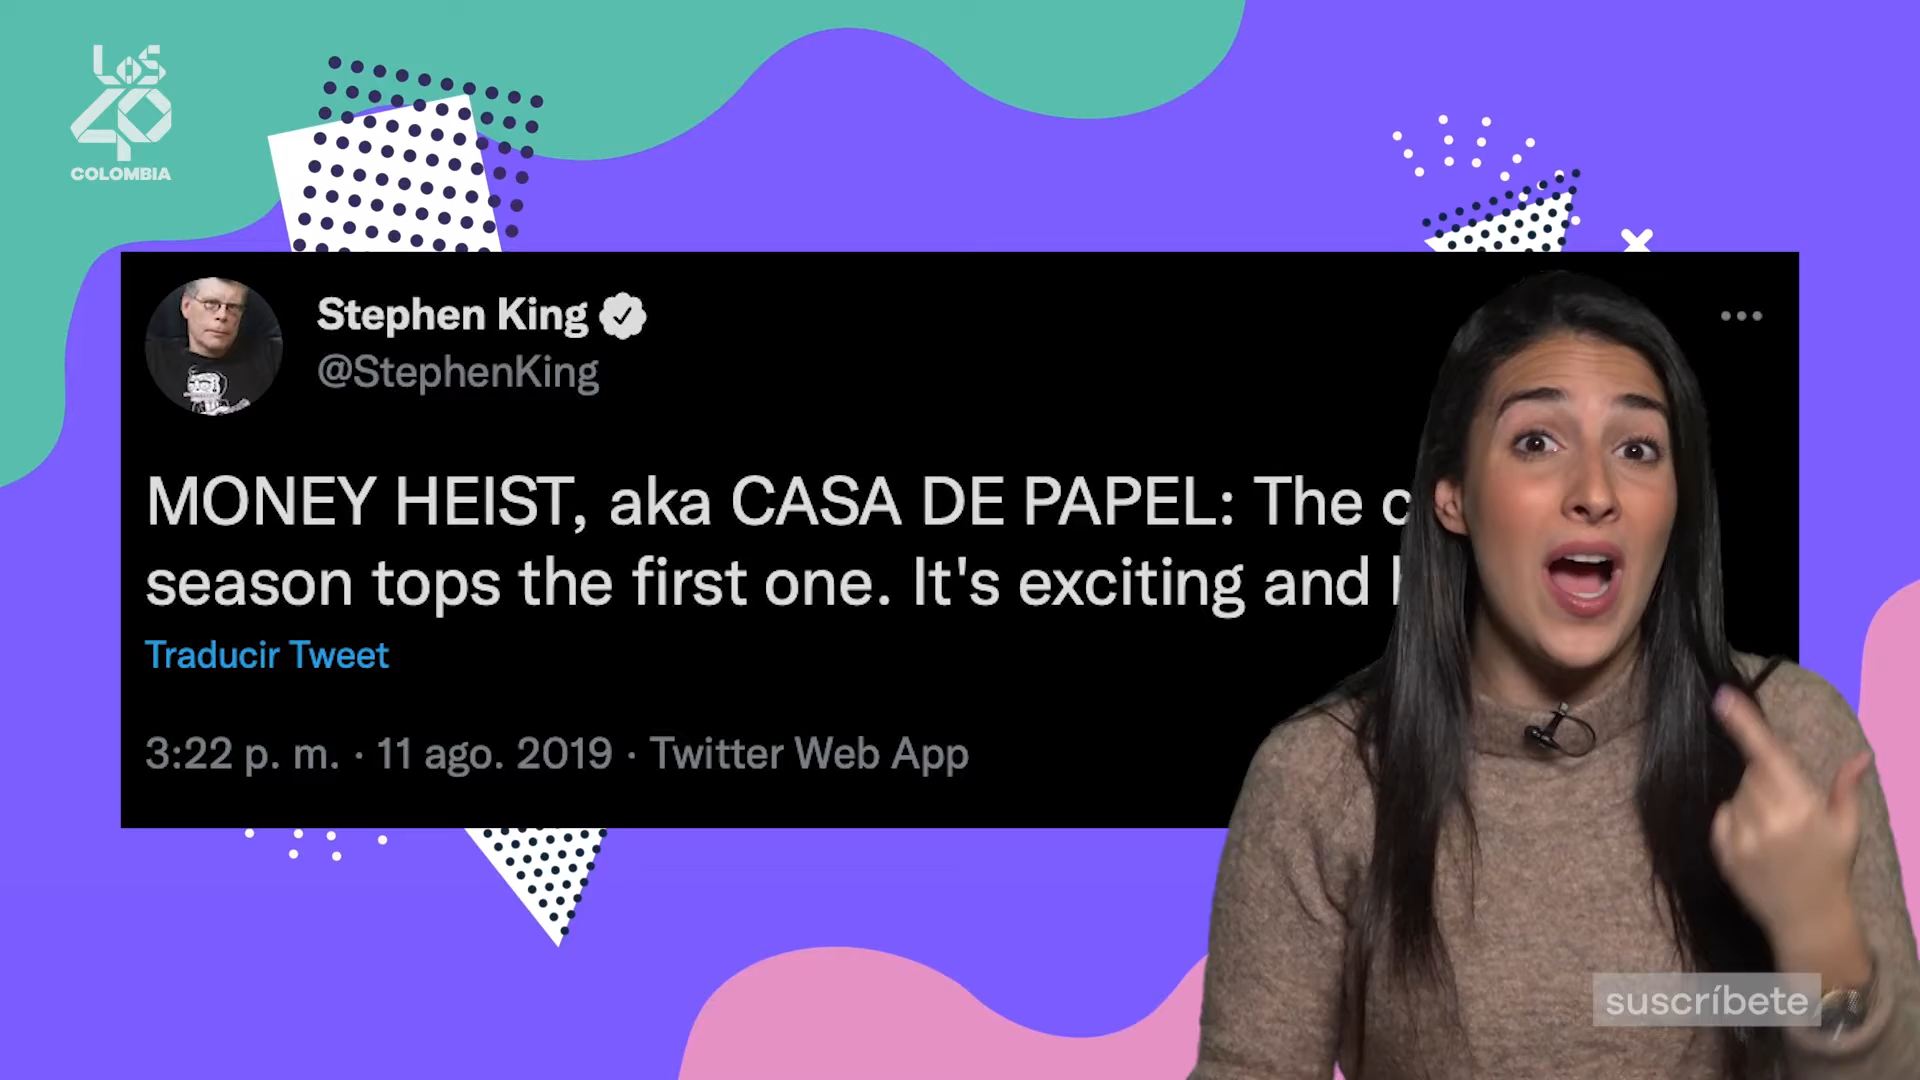 LOS
40
COLOMBIA
Stephen King
@StephenKing
MONEY HEIST, aka CASA DE PAPEL: The
season tops the first one. It's exciting and
Traducir Tweet
3:22 p. m. · 11 ago. 2019 · Twitter Web App
suscríbete